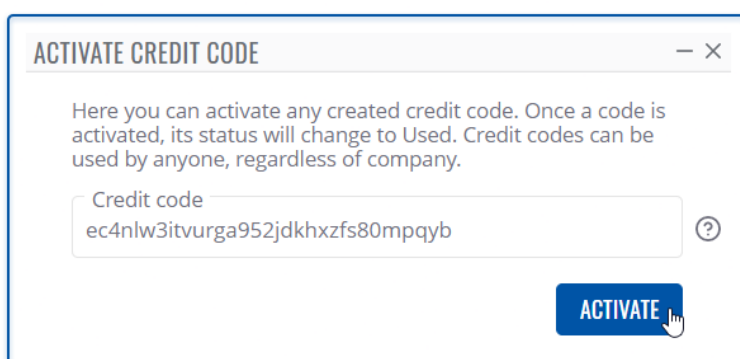 ACTIVATE CREDIT CODE
Here you can activate any created credit code. Once a code is
activated, its status will change to Used. Credit codes can be
used by anyone, regardless of company.
Credit code
ec4nlw3itvurga952jdkhxzfs80mpqyb
ACTIVATE